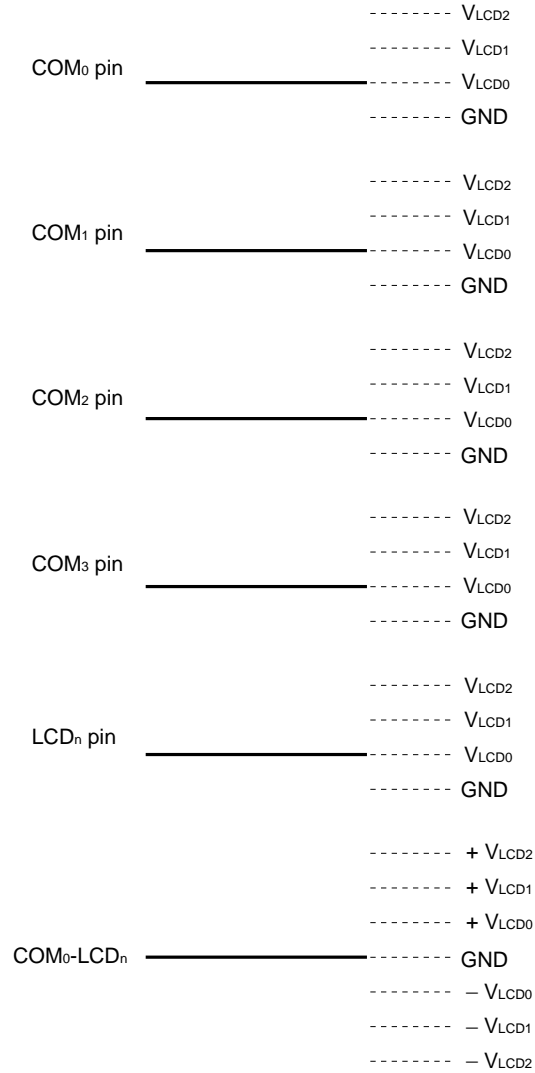 VLCD2
VLCD1
COM0 pin
VLCD0
GND
VLCD2
VLCD1
COM1 pin
VLCD0
GND
VLCD2
VLCD1
COM2 pin
VLCD0
GND
VLCD2
VLCD1
COM3 pin
VLCD0
GND
VLCD2
VLCD1
LCDn pin
VLCD0
GND
+ VLCD2
+ VLCD1
+ VLCD0
COM0-LCDn
GND
– VLCD0
– VLCD1
– VLCD2